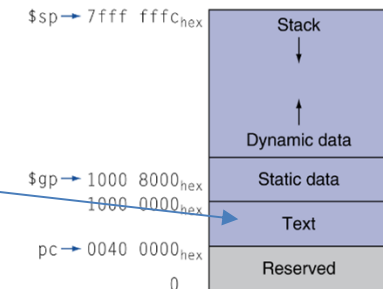 $sp → 7fff fffc hex
Stack
Dynamic data
$gp → 1000 8000 hex
Static data
1000 0000 hex
Text
pc → 0040 0000 hex
Reserved
0